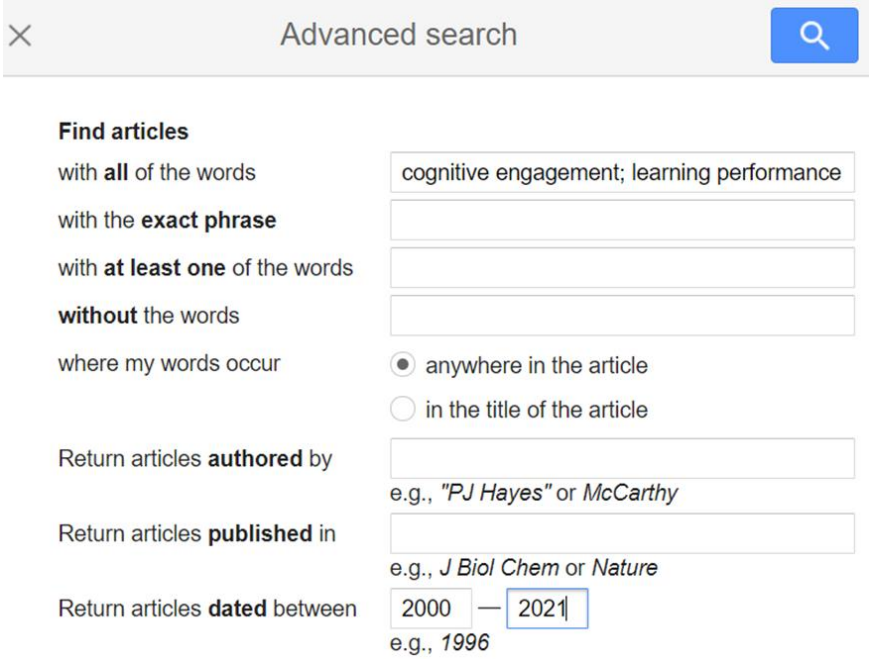 Advanced search
Find articles
with all of the words cognitive engagement; learning performance
with the exact phrase
with at least one of the words
without the words
where my words occur anywhere in the article
in the title of the article
Return articles authored by
e.g., "PJ Hayes" or McCarthy
Return articles published in
e.g., J Biol Chem or Nature
Return articles dated between 2000 — 2021
e.g., 1996